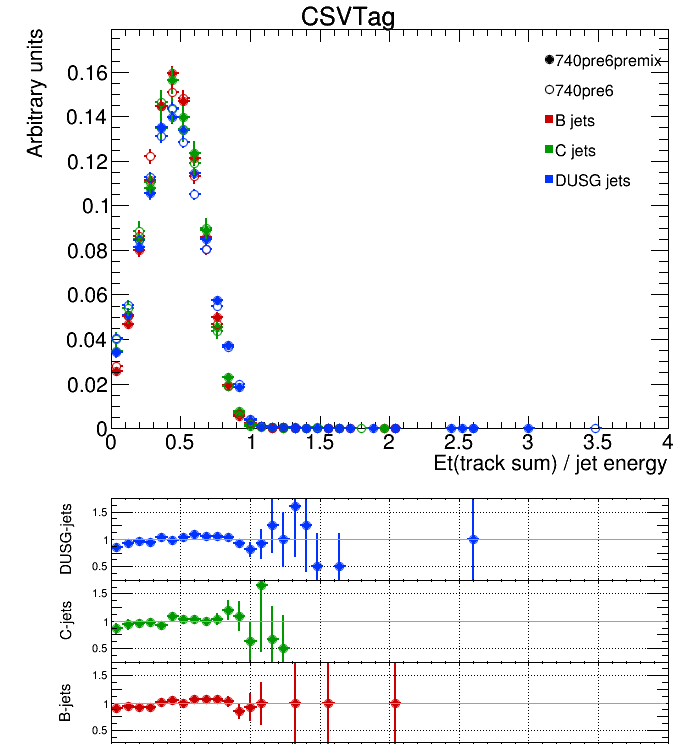 CSVTag
Arbitrary units
0.16
0.14
0.12
0.1
0.08
0.06
0.04
0.02
0
740pre6premix
740pre6
B jets
C jets
DUSG jets
0 0.5 1 1.5 2 2.5 3 3.5 4
Et(track sum) / jet energy
DUSG-jets
1.5
1
0.5
C-jets
1.5
1
0.5
B-jets
1.5
1
0.5